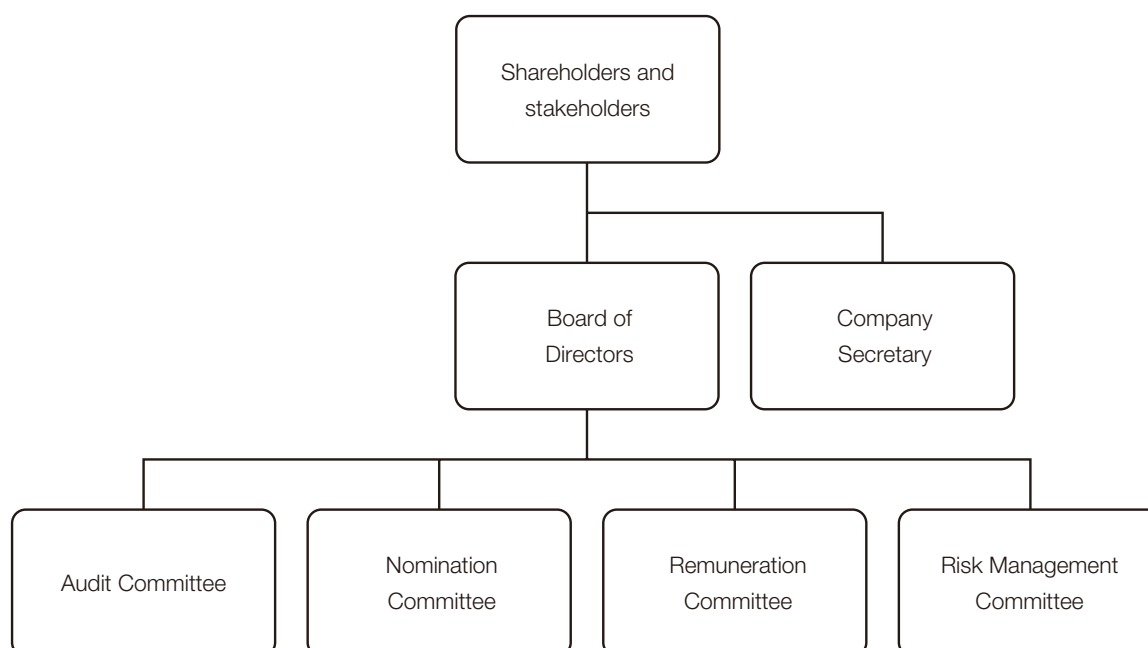 Shareholders and
stakeholders
Board of
Directors
Company
Secretary
Audit Committee
Nomination
Committee
Remuneration
Committee
Risk Management
Committee